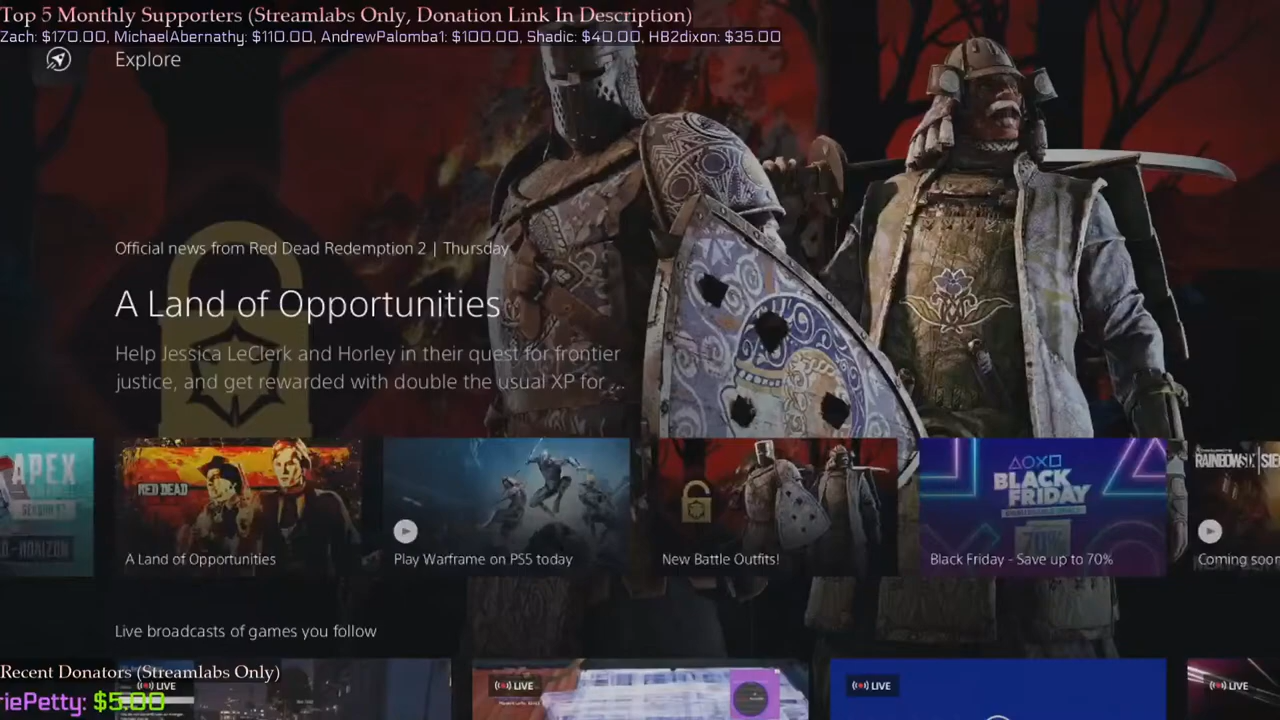 Top 5 Monthly Supporters (Streamlabs Only, Donation Link In Description)
Zach: $170.00, MichaelAbernathy: $110.00, AndrewPalomba1: $100.00, Shadic: $40.00, HB2dixon: $35.00
Explore
Official news from Red Dead Redemption 2 | Thursday
A Land of Opportunities
Help Jessica LeClerk and Horley in their quest for frontier
justice, and get rewarded with double the usual XP for ...
APEX
RED DEAD
BLACK
FRIDAY
RAINBOW SIE
A Land of Opportunities
Play Warframe on PS5 today
New Battle Outfits!
Black Friday - Save up to 70%
Coming soon
Live broadcasts of games you follow
Recent Donators (Streamlabs Only)
LIVE
LIVE
LIVE
LIVE
riePetty: $5.00